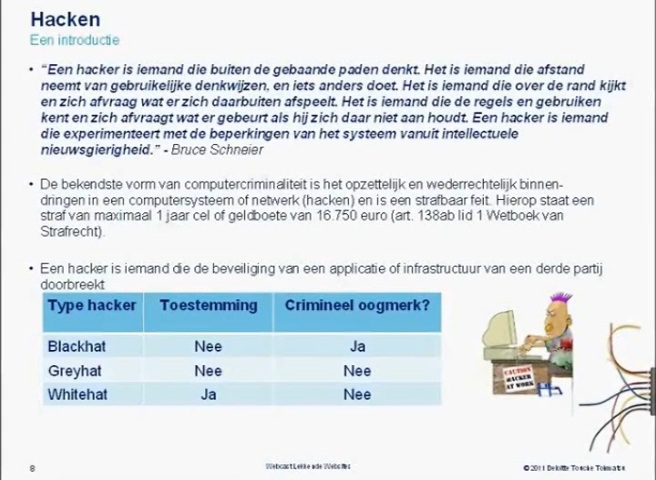 Hacken
Een introductie
• "Een hacker is iemand die buiten de gebaande paden denkt. Het is iemand die afstand
neemt van gebruikelijke denkwijzen, en iets anders doet. Het is iemand die over de rand kijkt
en zich afvraag wat er zich daarbuiten afspeelt. Het is iemand die de regels en gebruiken
kent en zich afvraagt wat er gebeurt als hij zich daar niet aan houdt. Een hacker is iemand
die experimenteert met de beperkingen van het systeem vanuit intellectuele
nieuwsgierigheid." - Bruce Schneier
• De bekendste vorm van computercriminaliteit is het opzettelijk en wederrechtelijk binnen-
dringen in een computersysteem of netwerk (hacken) en is een strafbaar feit. Hierop staat een
straf van maximaal 1 jaar cel of geldboete van 16.750 euro (art. 138ab lid 1 Wetboek van
Strafrecht).
• Een hacker is iemand die de beveiliging van een applicatie of infrastructuur van een derde partij
doorbreekt
Type hacker Toestemming Crimineel oogmerk?
Blackhat Nee Ja
Greyhat Nee Nee
Whitehat Ja Nee
CAUTION
HACKER
AT WORK
8 Webcast Lekkende Websites © 2011 Deloitte Touche Tohmatsu